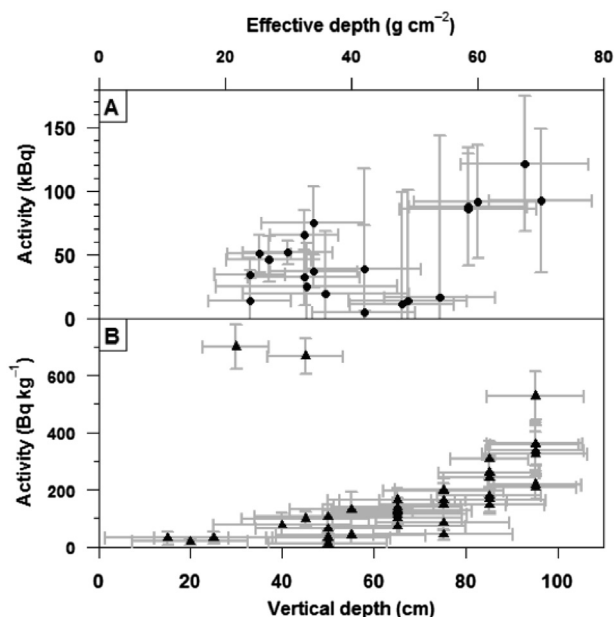 Effective depth (g cm⁻²)
0 20 40 60 80
A
Activity (kBq)
150
100
50
0
B
Activity (Bq kg⁻¹)
600
400
200
0
0 20 40 60 80 100
Vertical depth (cm)